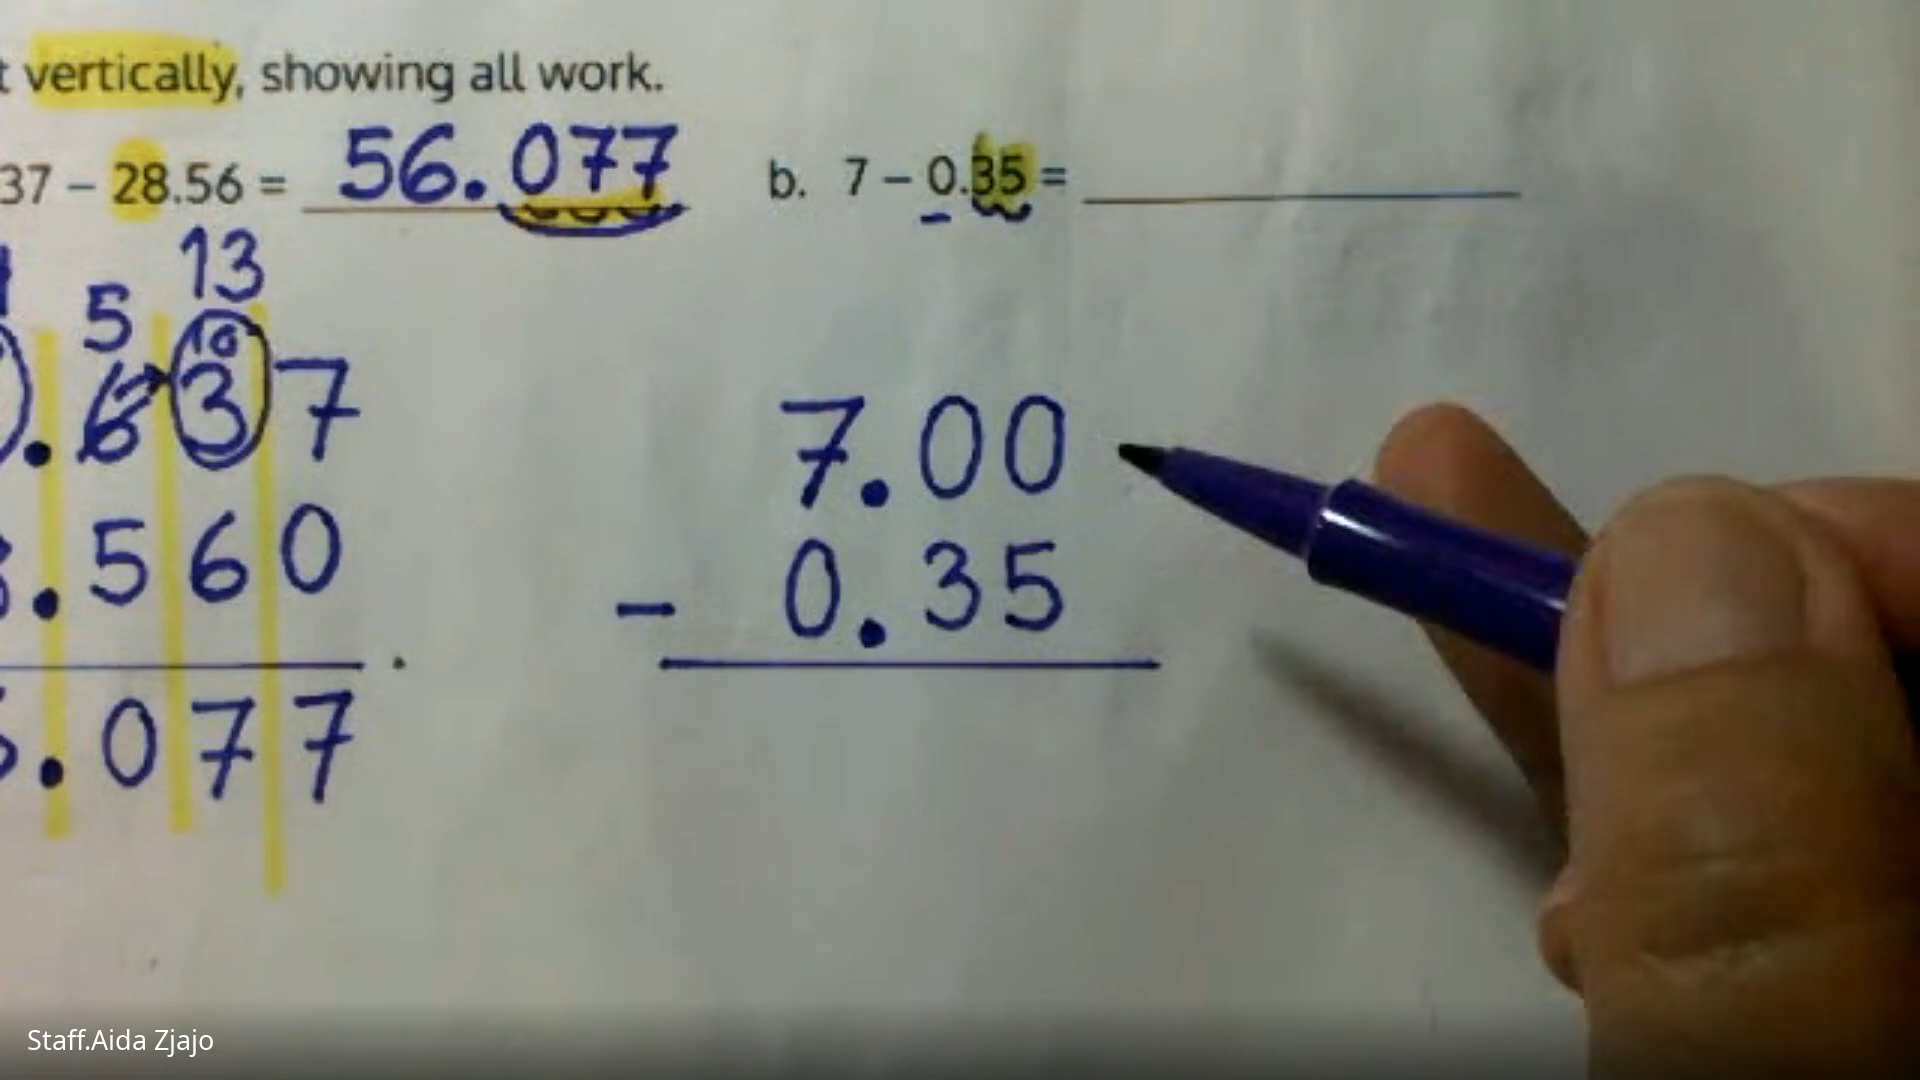 t vertically, showing all work.
37 – 28.56 = 56.077
b. 7 – 0.35 =
13
5 10
.637
.560
.077
7.00
- 0.35
Staff.Aida Zjajo